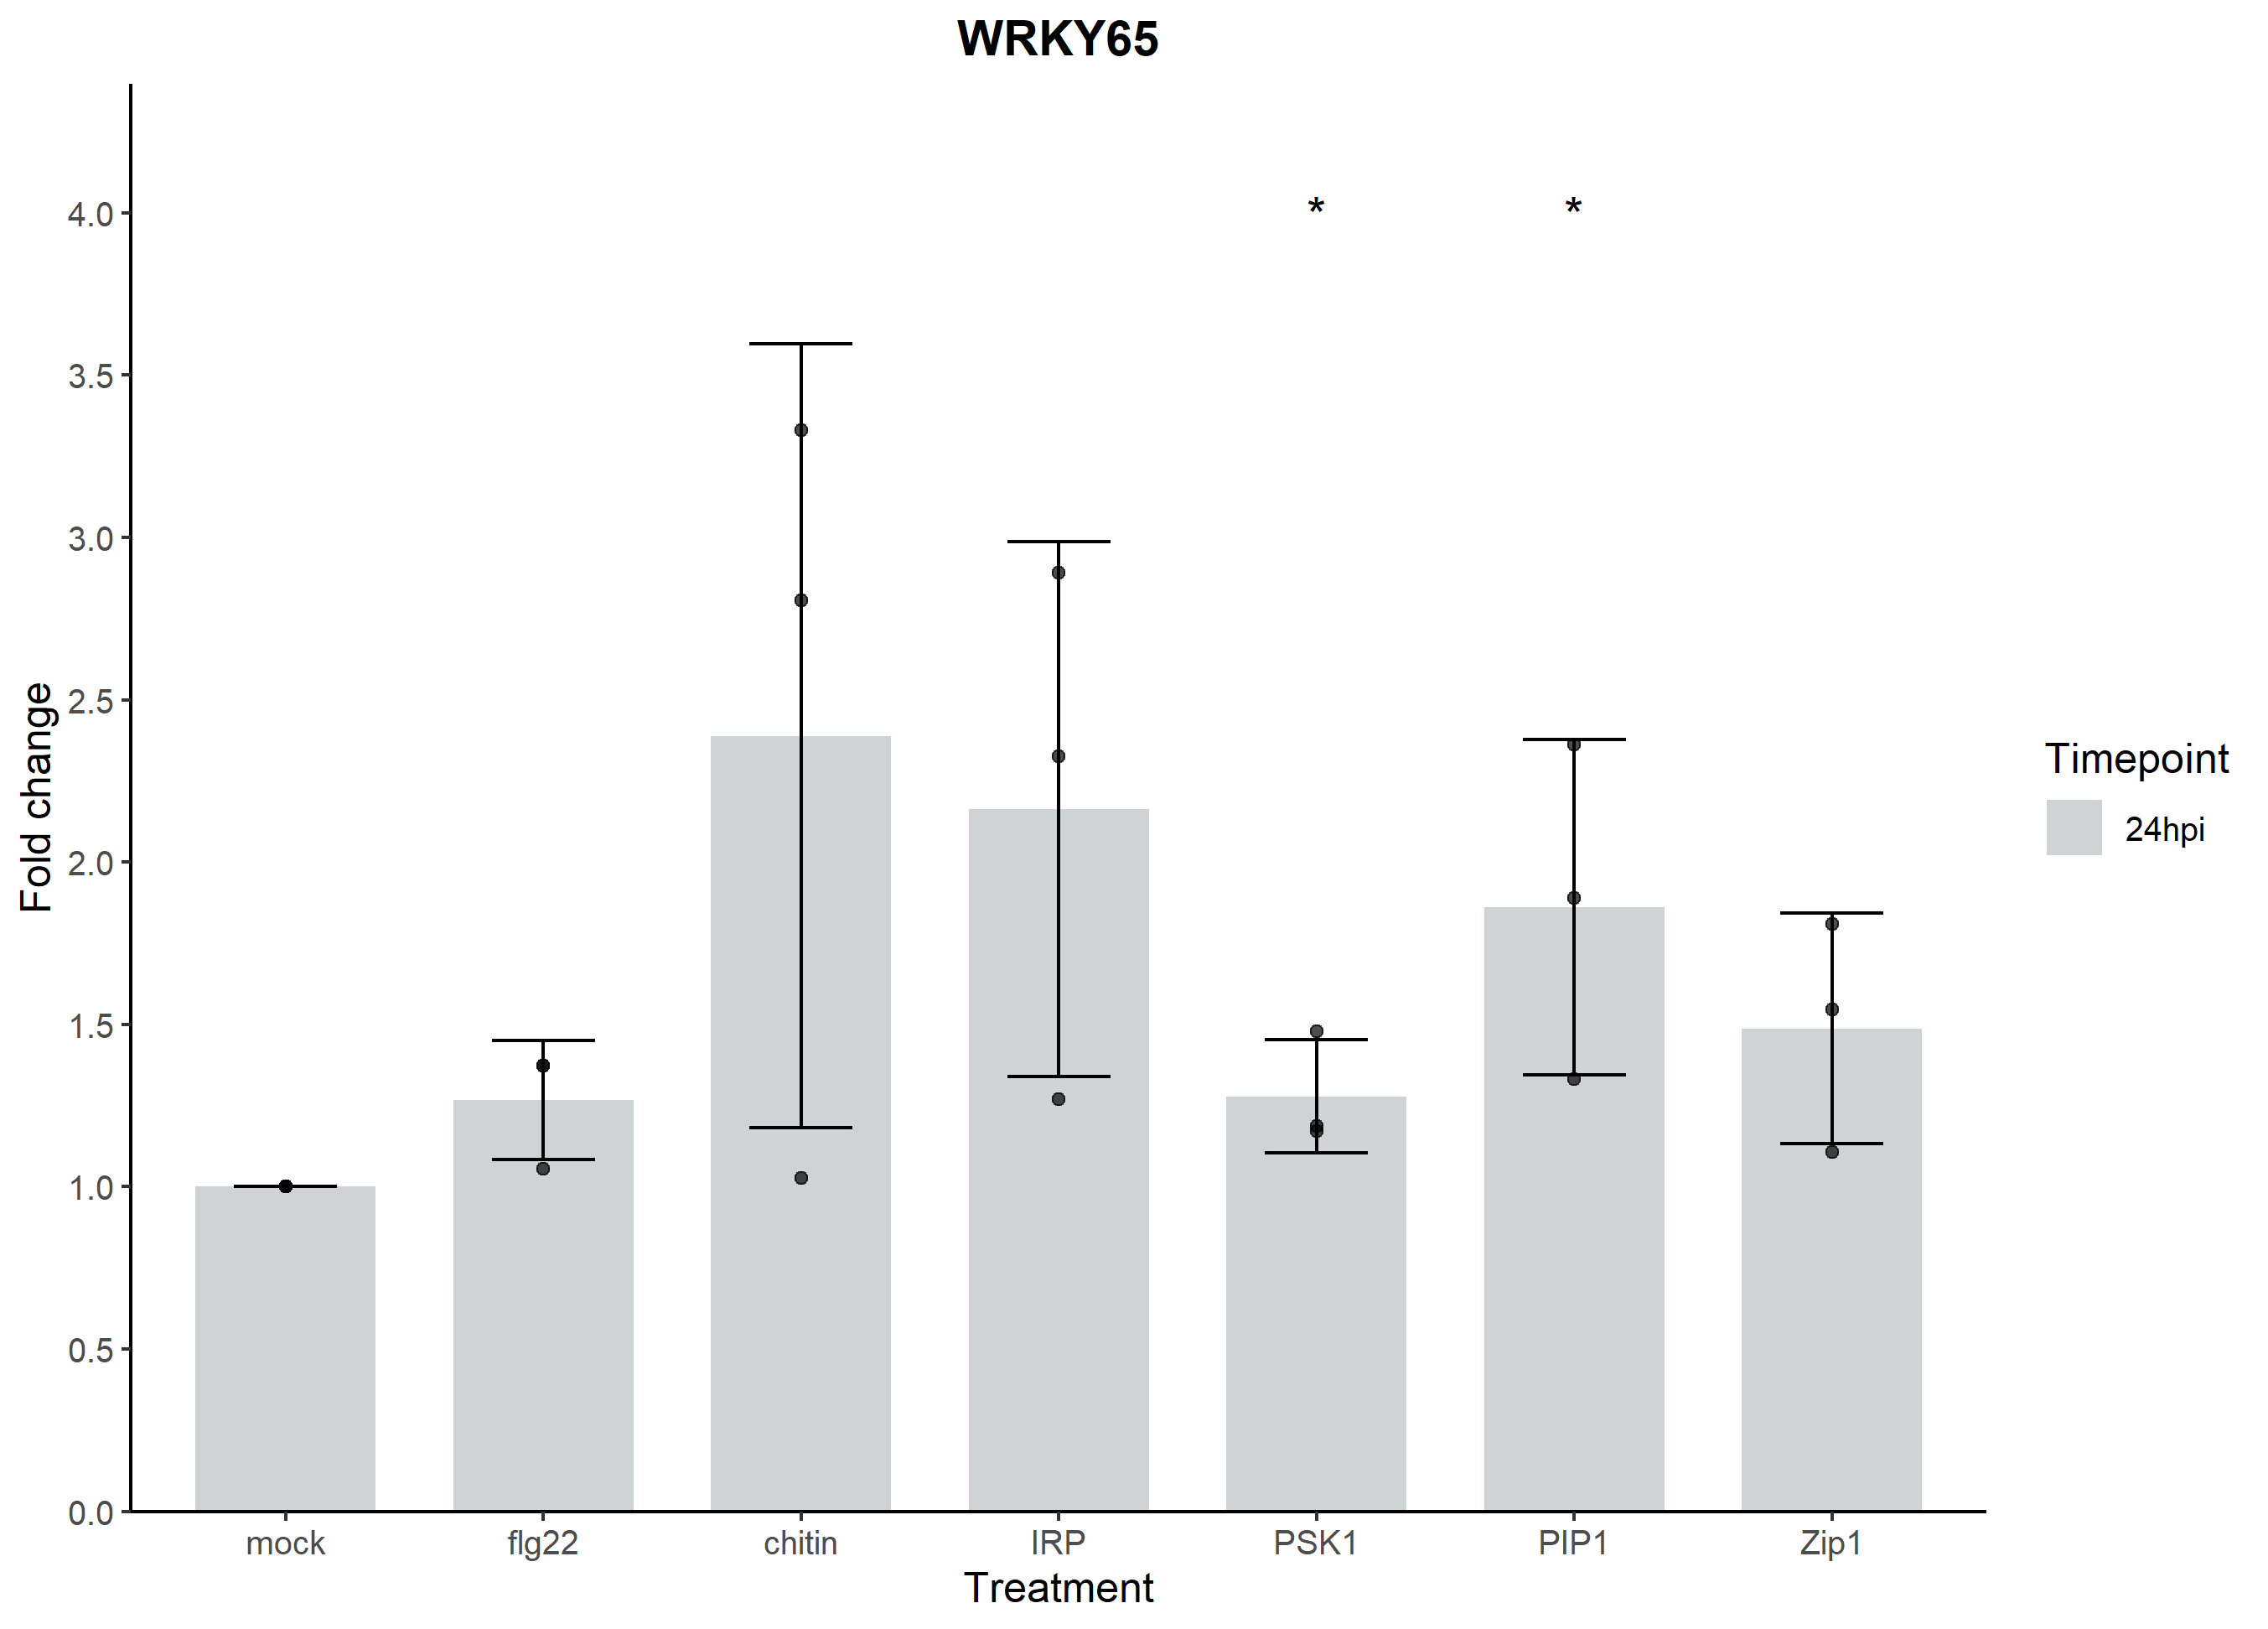 WRKY65
* *
4.0
3.5
3.0
2.5
2.0
1.5
1.0
0.5
0.0
Fold change
mock flg22 chitin IRP PSK1 PIP1 Zip1
Treatment
Timepoint
24hpi